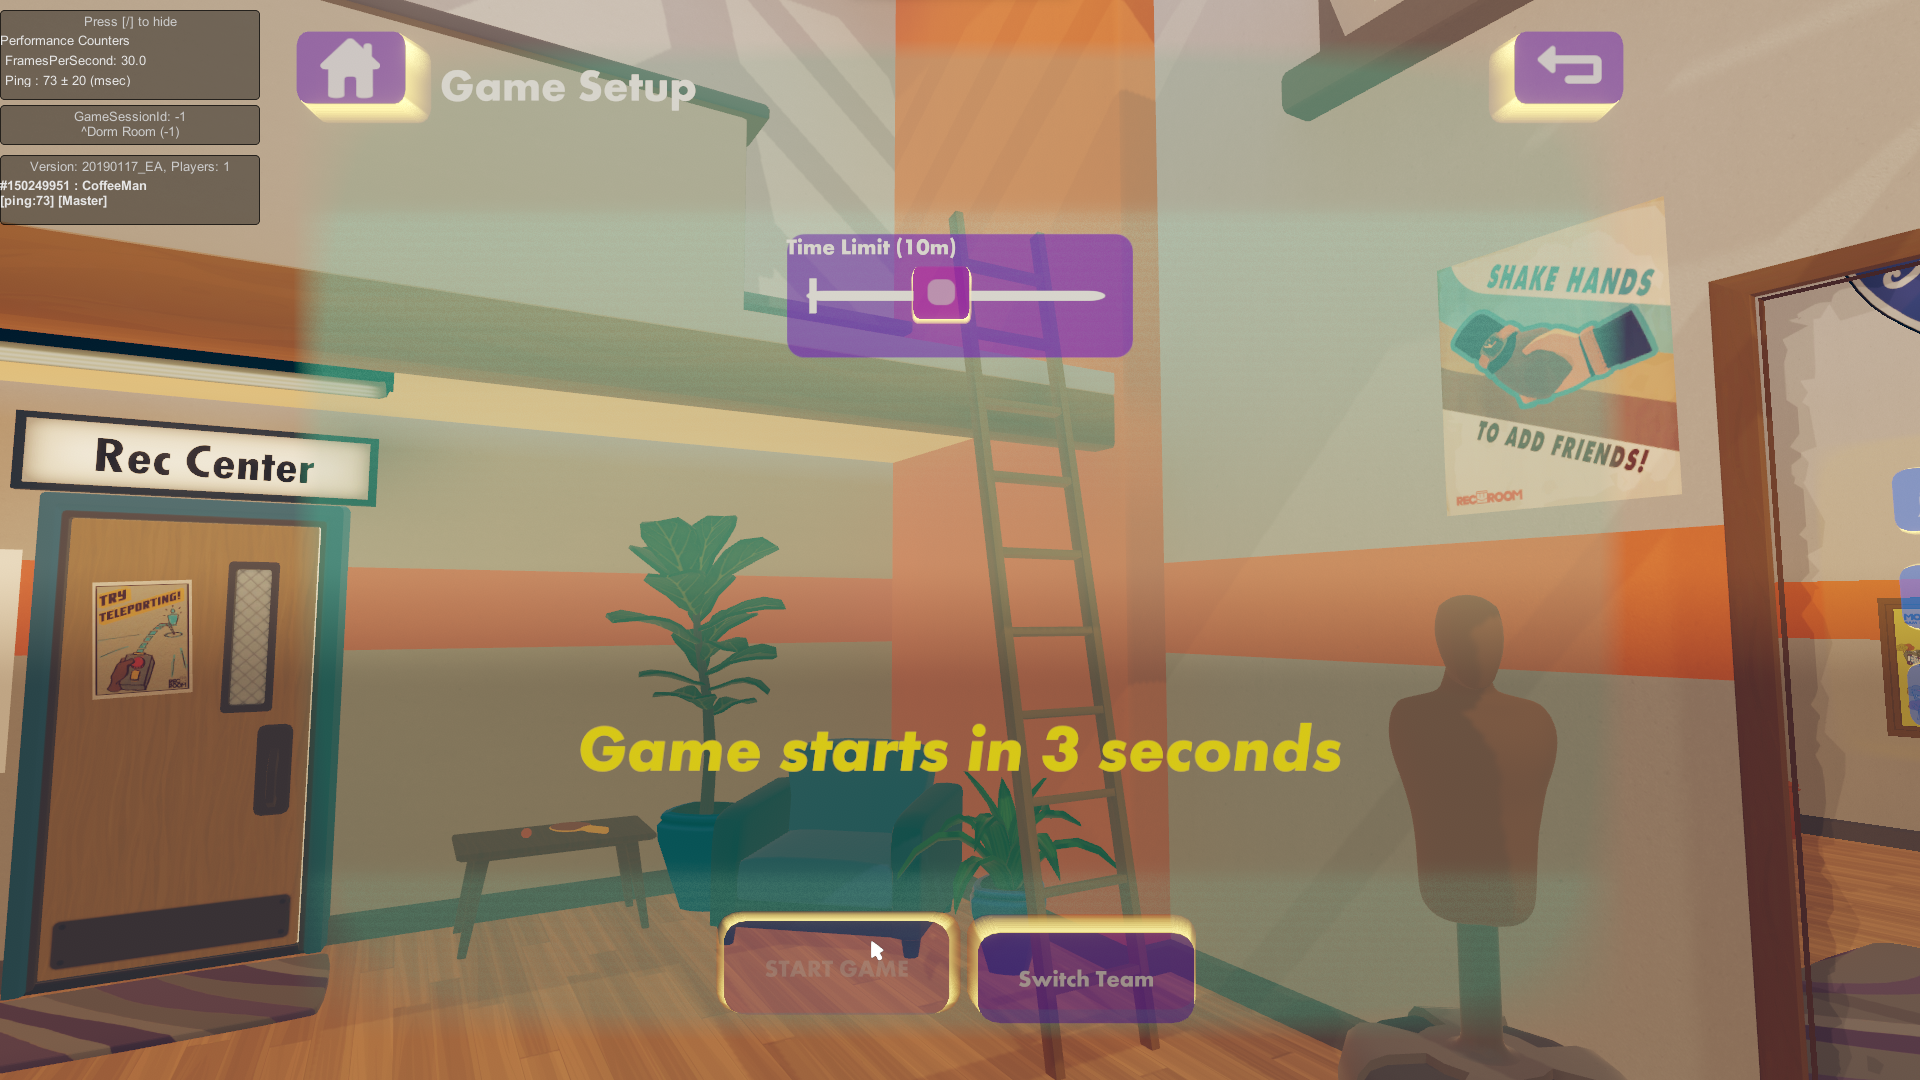 Press [/] to hide
Performance Counters
FramesPerSecond: 30.0
Ping : 73 ± 20 (msec)
GameSessionId: -1
^Dorm Room (-1)
Version: 20190117_EA, Players: 1
#150249951 : CoffeeMan
[ping:73] [Master]
Game Setup
Time Limit (10m)
SHAKE HANDS
TO ADD FRIENDS!
REC ROOM
Rec Center
TRY
TELEPORTING!
Game starts in 3 seconds
START GAME
Switch Team